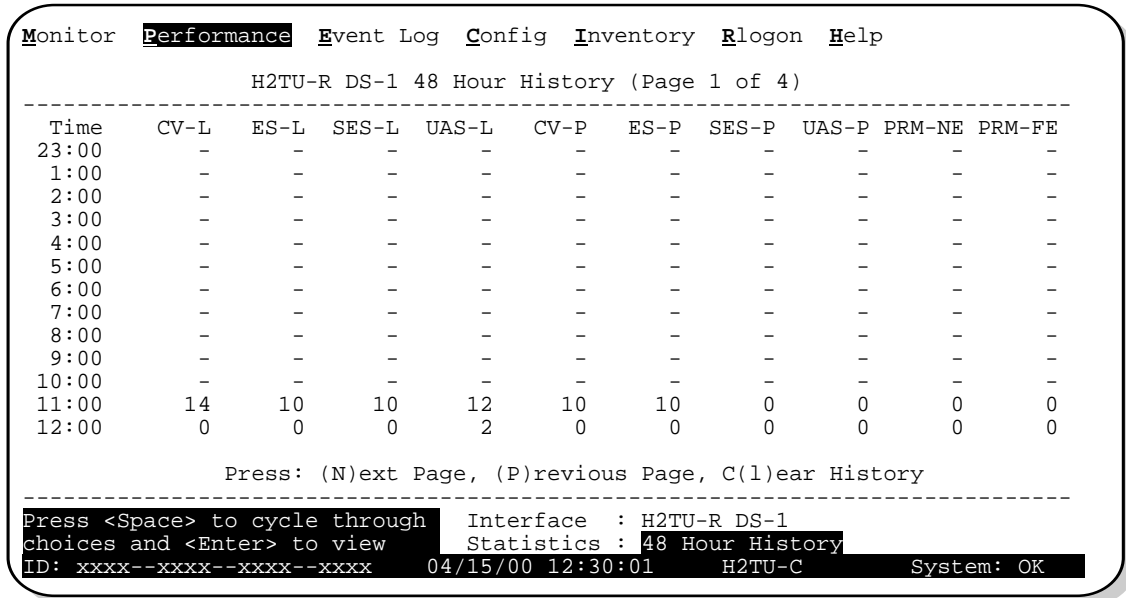 Monitor Performance Event Log Config Inventory Rlogon Help
H2TU-R DS-1 48 Hour History (Page 1 of 4)
--------------------------------------------------------------------------------
Time CV-L ES-L SES-L UAS-L CV-P ES-P SES-P UAS-P PRM-NE PRM-FE
23:00 - - - - - - - - - -
1:00 - - - - - - - - - -
2:00 - - - - - - - - - -
3:00 - - - - - - - - - -
4:00 - - - - - - - - - -
5:00 - - - - - - - - - -
6:00 - - - - - - - - - -
7:00 - - - - - - - - - -
8:00 - - - - - - - - - -
9:00 - - - - - - - - - -
10:00 - - - - - - - - - -
11:00 14 10 10 12 10 10 0 0 0 0
12:00 0 0 0 2 0 0 0 0 0 0
Press: (N)ext Page, (P)revious Page, C(l)ear History
--------------------------------------------------------------------------------
Press <Space> to cycle through Interface : H2TU-R DS-1
choices and <Enter> to view Statistics : 48 Hour History
ID: xxxx--xxxx--xxxx--xxxx 04/15/00 12:30:01 H2TU-C System: OK